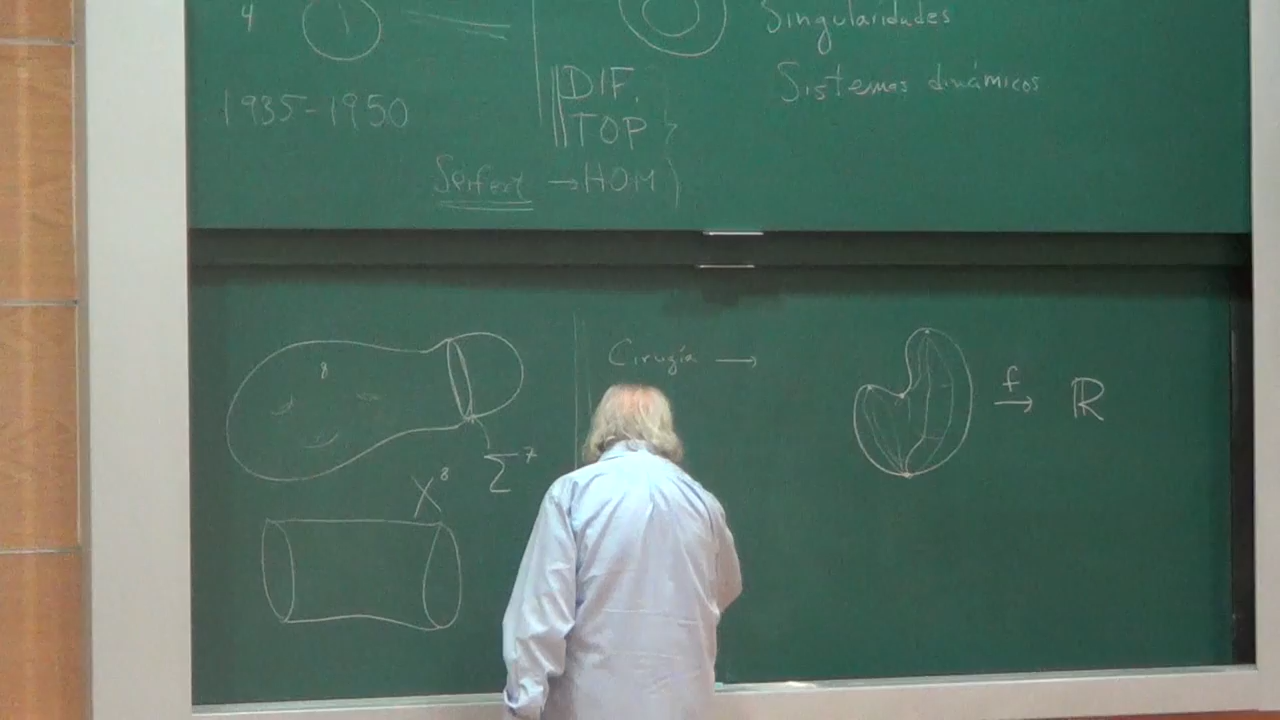 4
Singularidades
DIF.
Sistemas dinámicos
1935-1950
TOP
Seifert → HOM
8
Cirugía →
f
→ ℝ
Σ⁷
X⁸